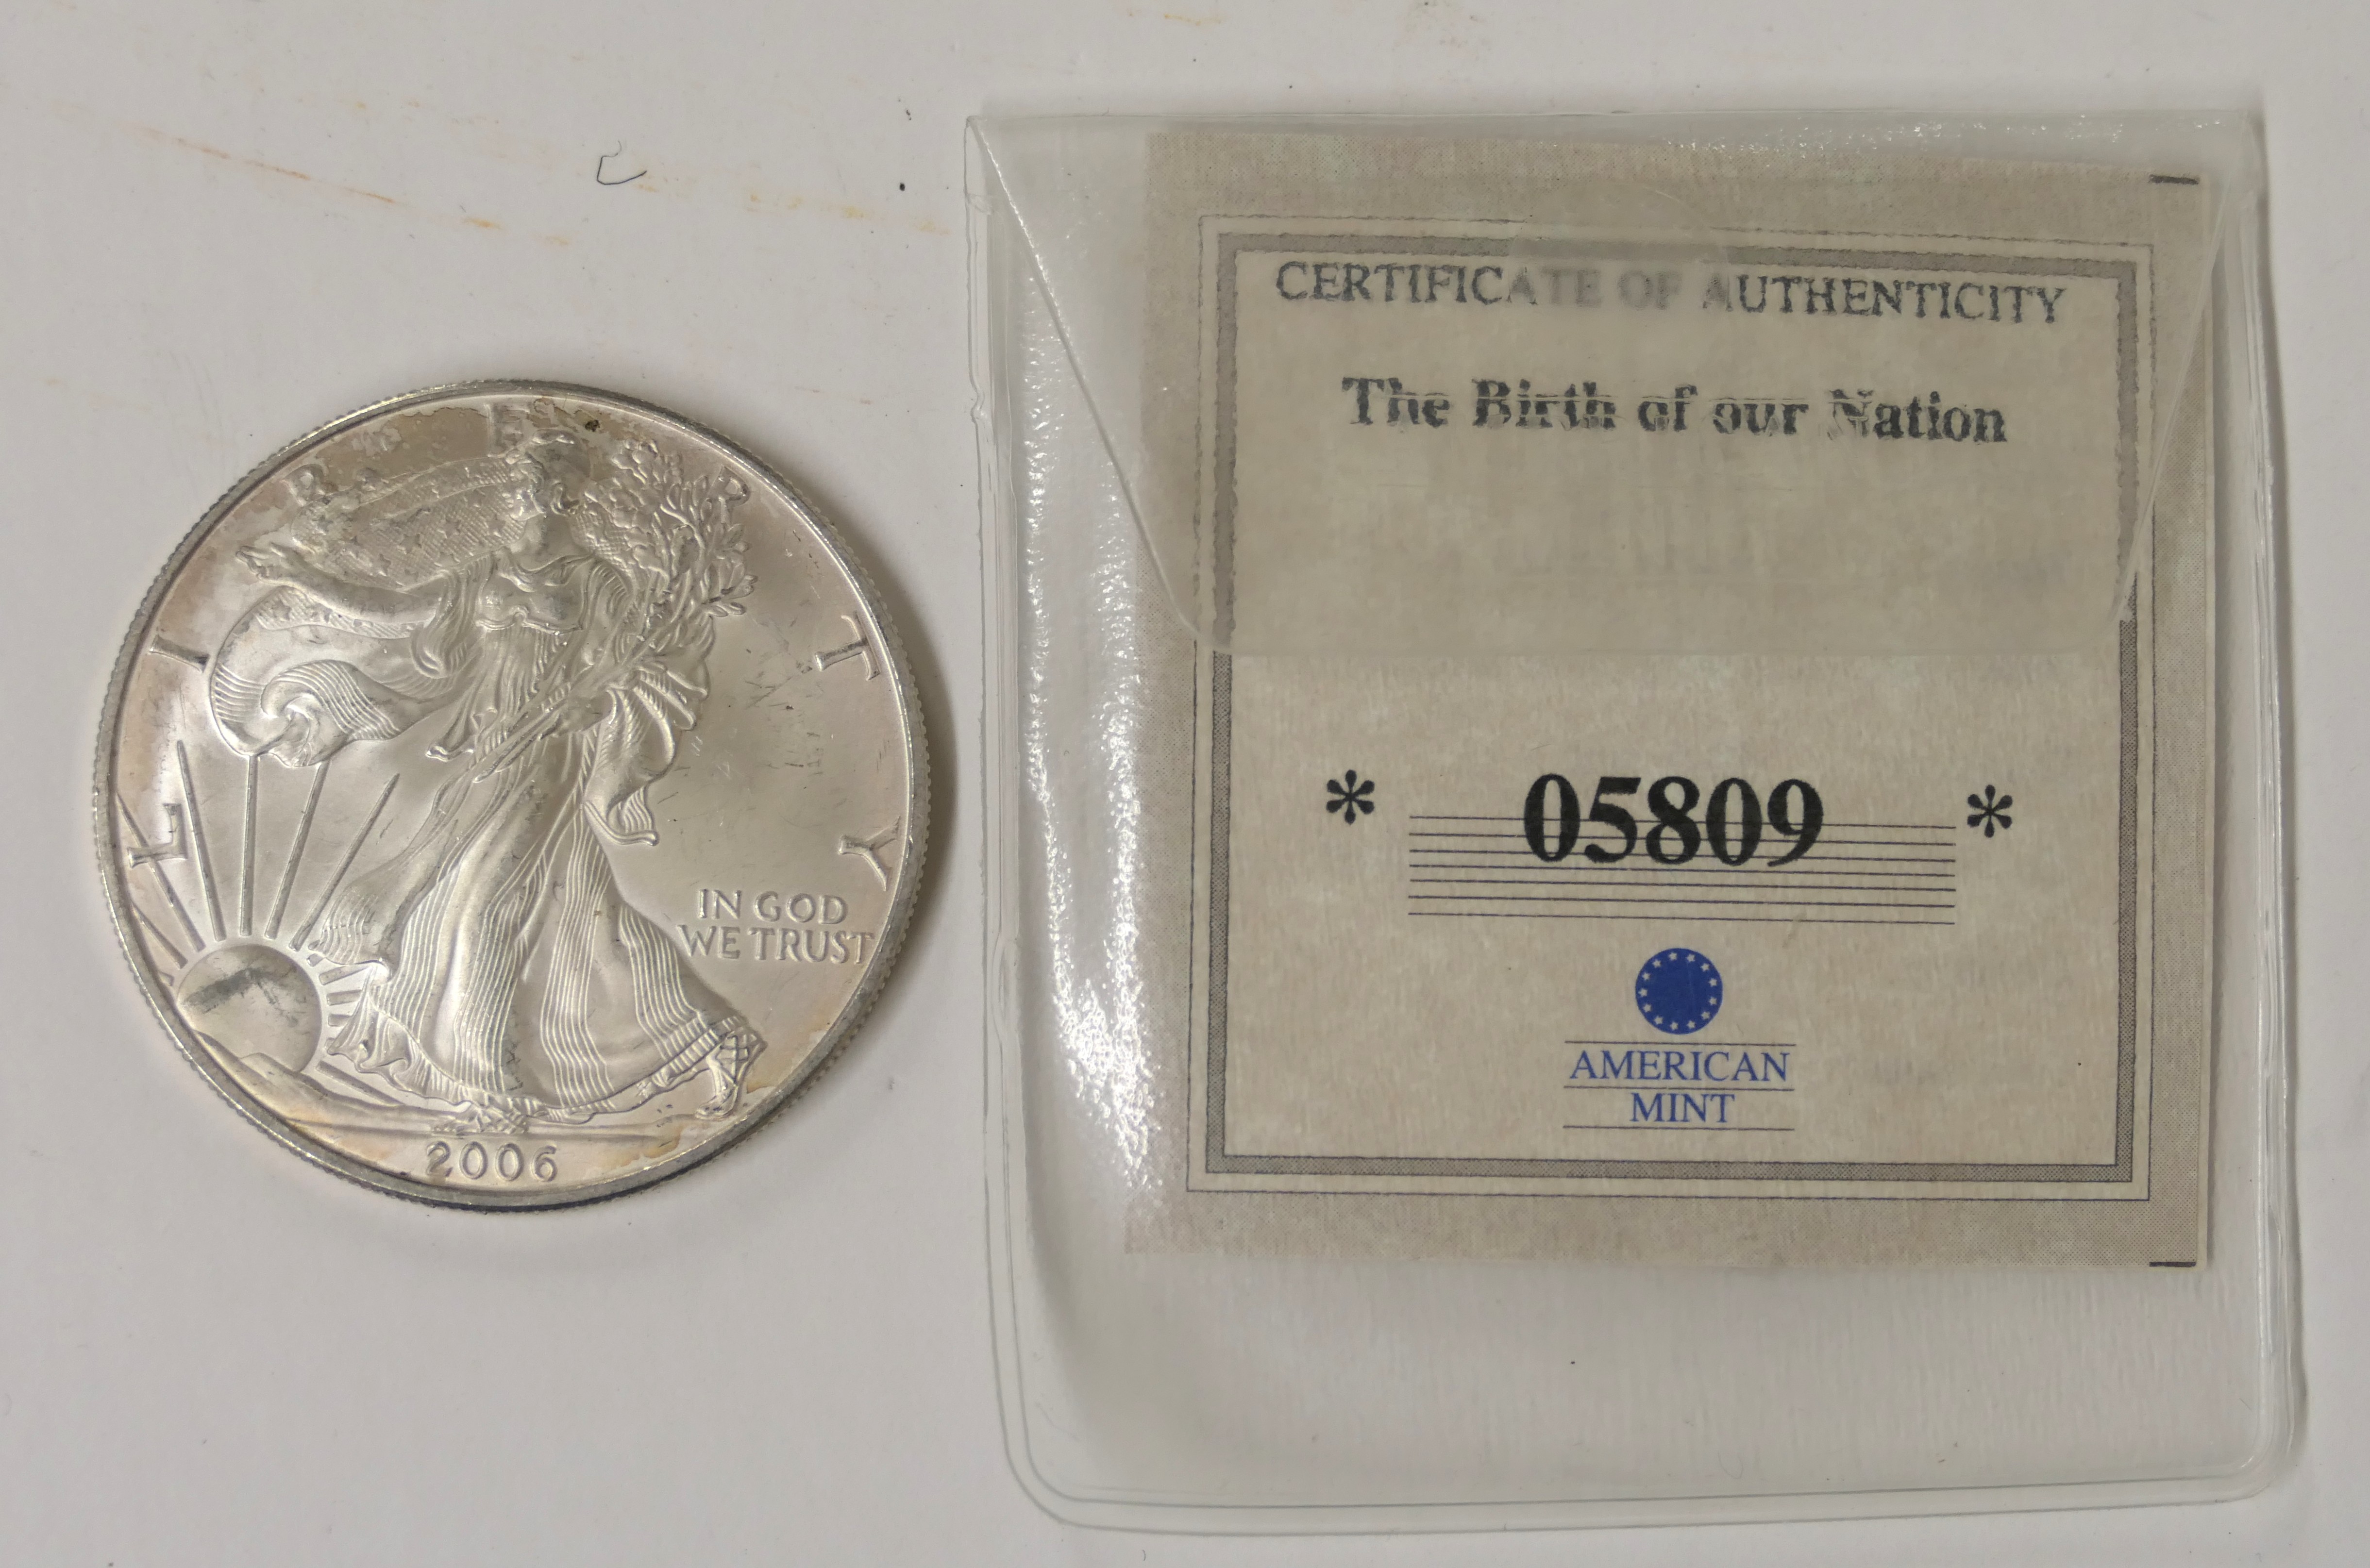 LIBERTY
IN GOD
WE TRUST
2006
CERTIFICATE OF AUTHENTICITY
The Birth of our Nation
* 05809 *
AMERICAN
MINT